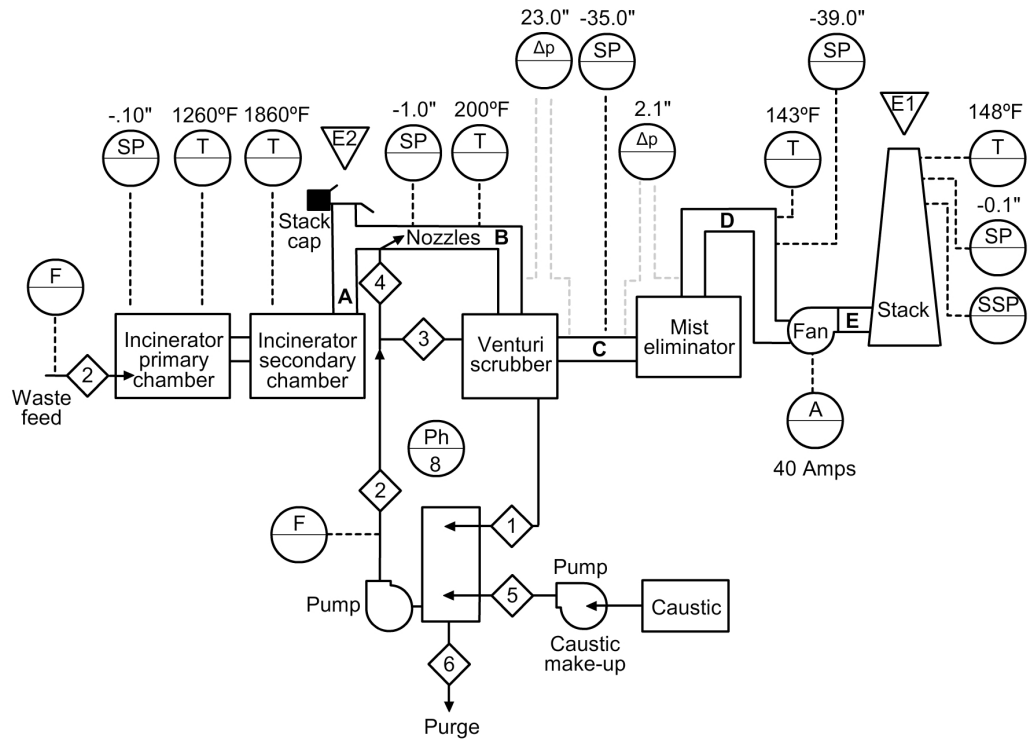 23.0"
-35.0"
-39.0"
Δp
SP
SP
-.10"
1260ºF
1860ºF
E2
-1.0"
200ºF
2.1"
143ºF
E1
148ºF
SP
T
T
SP
T
Δp
T
T
Stack
cap
Nozzles
B
D
-0.1"
SP
F
4
A
SSP
Incinerator
primary
chamber
Incinerator
secondary
chamber
3
Venturi
scrubber
C
Mist
eliminator
Fan
E
Stack
2
Waste
feed
A
40 Amps
Ph
8
2
F
1
Pump
5
Pump
Caustic
Caustic
make-up
6
Purge